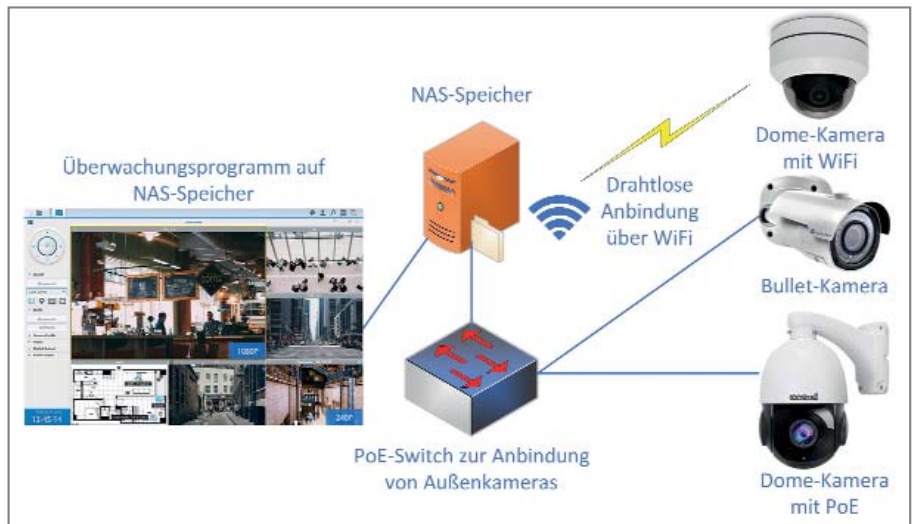 NAS-Speicher
Überwachungsprogramm auf
NAS-Speicher
Drahtlose
Anbindung
über WiFi
Dome-Kamera
mit WiFi
Bullet-Kamera
1080P
240P
PoE-Switch zur Anbindung
von Außenkameras
Dome-Kamera
mit PoE